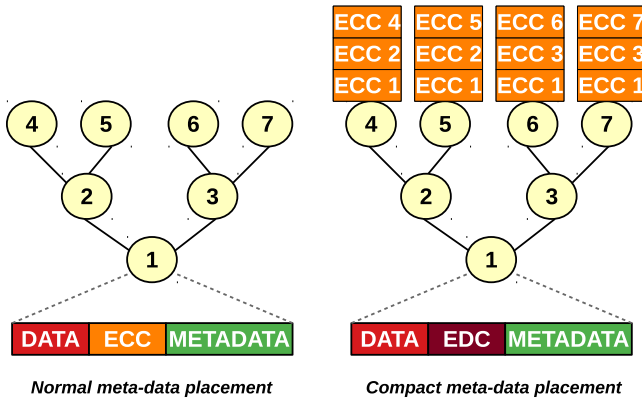 ECC 4 ECC 5 ECC 6 ECC 7
ECC 2 ECC 2 ECC 3 ECC 3
ECC 1 ECC 1 ECC 1 ECC 1
4 5 6 7 4 5 6 7
2 3 2 3
1 1
DATA ECC METADATA DATA EDC METADATA
Normal meta-data placement Compact meta-data placement